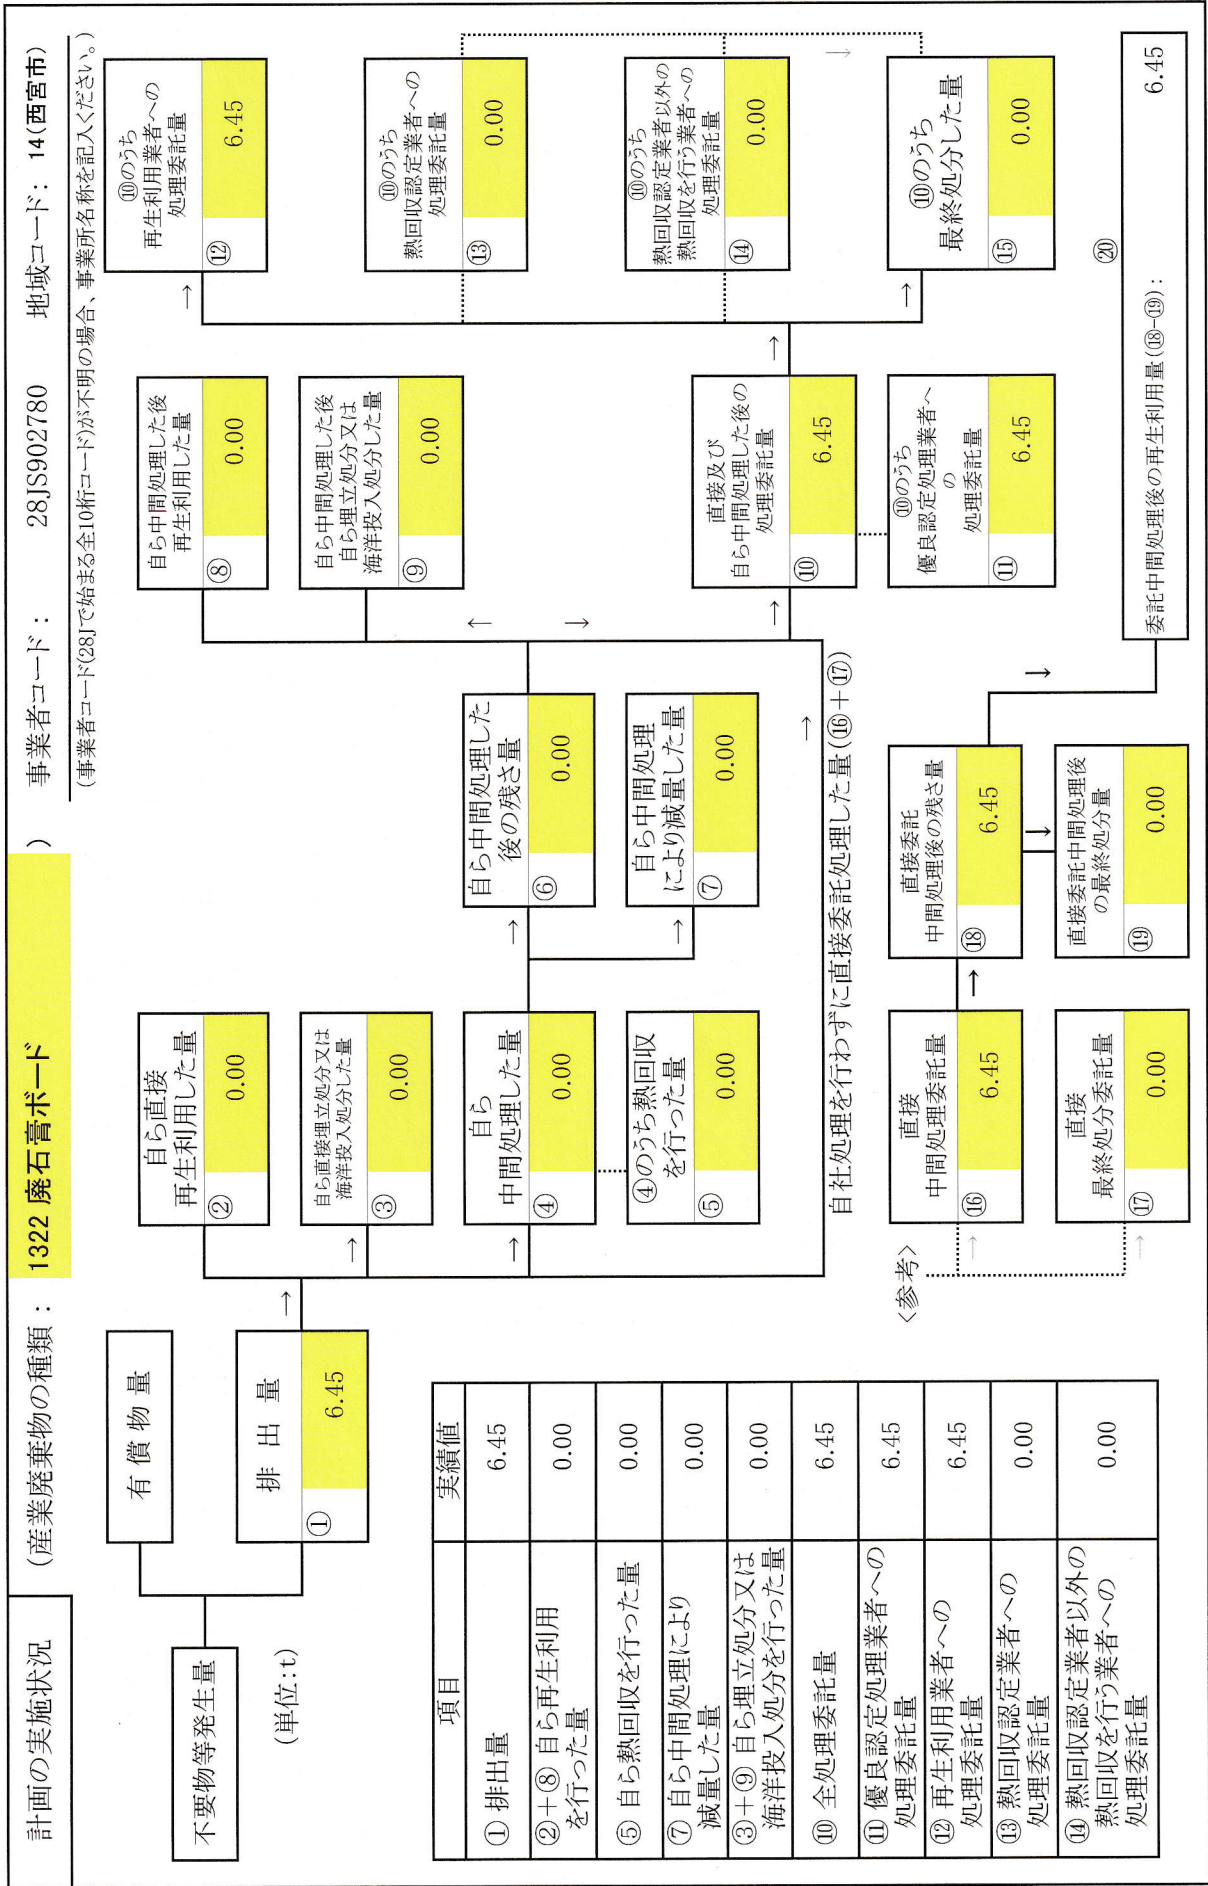 計画の実施状況
(産業廃棄物の種類：
1322 廃石膏ボード
)
事業者コード：
28JS902780
地域コード：
14(西宮市)
(事業者コード(28Jで始まる全10桁コード)が不明の場合、事業所名称を記入ください。)
不要物等発生量
(単位:t)
有 償 物 量
排 出 量
①
6.45
→
自ら直接
再生利用した量
②
0.00
→
自ら直接埋立処分又は
海洋投入処分した量
③
0.00
→
自ら
中間処理した量
④
0.00
④のうち熱回収
を行った量
⑤
0.00
→
自ら中間処理した
後の残さ量
⑥
0.00
→
自ら中間処理
により減量した量
⑦
0.00
自ら中間処理した後
再生利用した量
⑧
0.00
自ら中間処理した後
自ら埋立処分又は
海洋投入処分した量
⑨
0.00
直接及び
自ら中間処理した後の
処理委託量
⑩
6.45
⑩のうち
優良認定処理業者へ
の
処理委託量
⑪
6.45
⑩のうち
再生利用業者への
処理委託量
⑫
6.45
⑩のうち
熱回収認定業者への
処理委託量
⑬
0.00
⑩のうち
熱回収認定業者以外の
熱回収を行う業者への
処理委託量
⑭
0.00
⑩のうち
最終処分した量
⑮
0.00
自社処理を行わずに直接委託処理した量(⑯＋⑰)
<参考>
直接
中間処理委託量
⑯
6.45
直接
最終処分委託量
⑰
0.00
直接委託
中間処理後の残さ量
⑱
6.45
直接委託中間処理後
の最終処分量
⑲
0.00
⑳
委託中間処理後の再生利用量(⑱-⑲)：
6.45
項目
実績値
① 排出量
6.45
②＋⑧ 自ら再生利用
を行った量
0.00
⑤ 自ら熱回収を行った量
0.00
⑦ 自ら中間処理により
減量した量
0.00
③＋⑨ 自ら埋立処分又は
海洋投入処分を行った量
0.00
⑩ 全処理委託量
6.45
⑪ 優良認定処理業者への
処理委託量
6.45
⑫ 再生利用業者への
処理委託量
6.45
⑬ 熱回収認定業者への
処理委託量
0.00
⑭ 熱回収認定業者以外の
熱回収を行う業者への
処理委託量
0.00